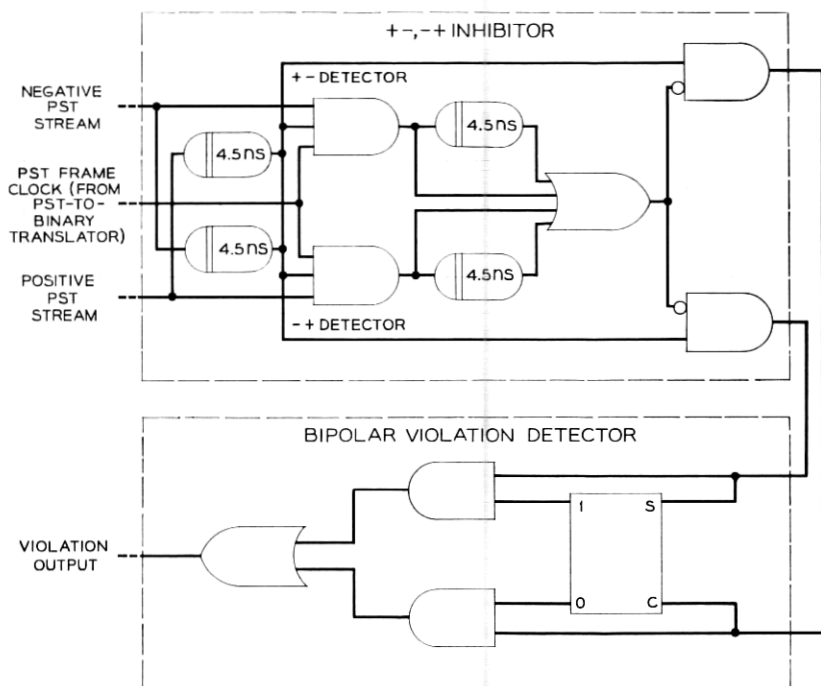 +-, -+ INHIBITOR
+- DETECTOR
NEGATIVE
PST
STREAM
4.5ns
4.5ns
PST FRAME
CLOCK (FROM
PST-TO-
BINARY
TRANSLATOR)
4.5ns
4.5ns
POSITIVE
PST
STREAM
-+ DETECTOR
BIPOLAR VIOLATION DETECTOR
1 S
VIOLATION
OUTPUT
0 C